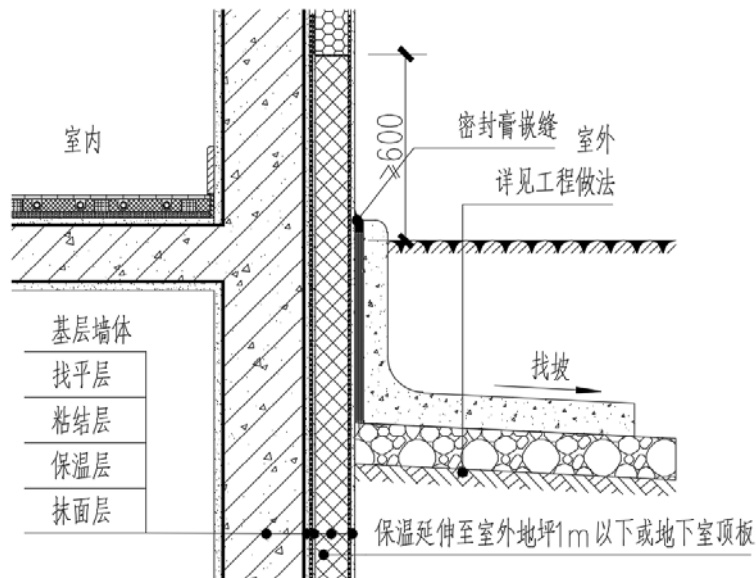 室内
≥600
密封膏嵌缝
室外
详见工程做法
基层墙体
找平层
粘结层
保温层
抹面层
找坡
保温延伸至室外地坪1m以下或地下室顶板